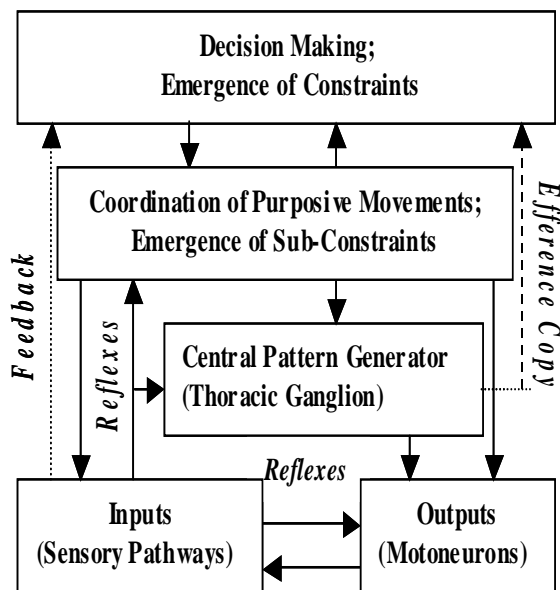 Decision Making;
Emergence of Constraints
Coordination of Purposive Movements;
Emergence of Sub-Constraints
Feedback
Reflexes
Efference Copy
Central Pattern Generator
(Thoracic Ganglion)
Reflexes
Inputs
(Sensory Pathways)
Outputs
(Motoneurons)